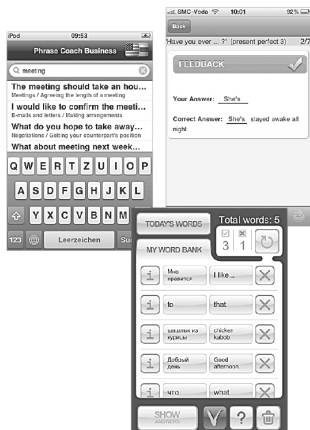 iPod 09:53
Phrase Coach Business
meeting
The meeting should take an hou...
Meetings / Agreeing the length of a meeting
I would like to confirm the meeti...
E-mails and letters / Making arrangements
What do you hope to take away...
Negotiations / Getting your counterpart's position
What about meeting next week...
Q W E R T Z U I O P
A S D F G H J K L
Y X C V B N M
123 Leerzeichen Su
SMC-Voda 10:01 92%
Back
'Have you ever ... ?' (present perfect 3) 2/7
FEEDBACK
Your Answer: She's
Correct Answer: She's stayed awake all
night
TODAY'S WORDS
Total words: 5
3 1
MY WORD BANK
i Мне нравится I like... X
i to that X
i шашлык из курицы chicken kabob X
i Добрый день Good afternoon X
i что what X
SHOW
ANSWERS
?